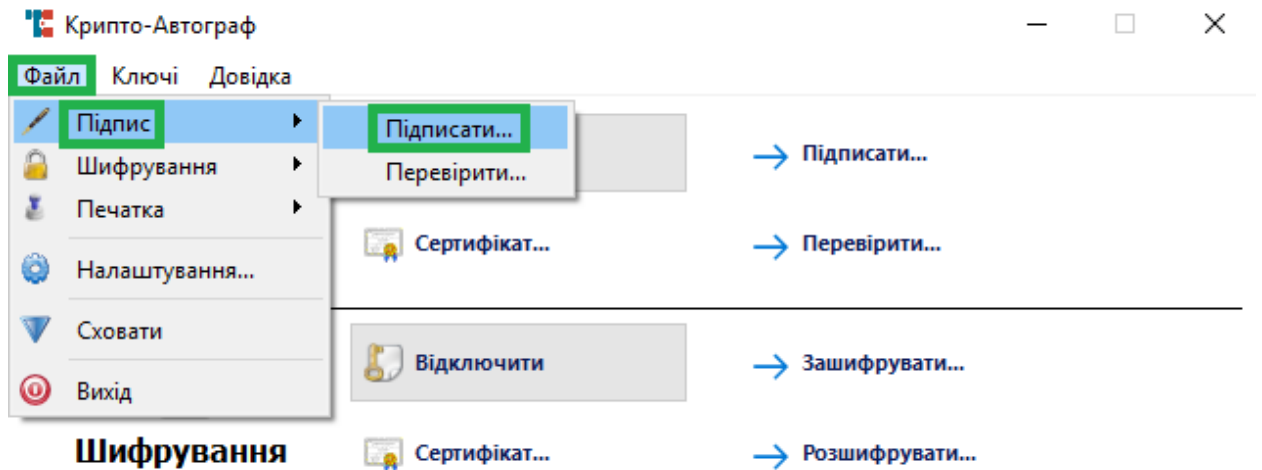 Крипто-Автограф
Файл Ключі Довідка
Підпис
Підписати...
Підписати...
Шифрування
Перевірити...
Печатка
Сертифікат...
Перевірити...
Налаштування...
Сховати
Відключити
Зашифрувати...
Вихід
Шифрування
Сертифікат...
Розшифрувати...